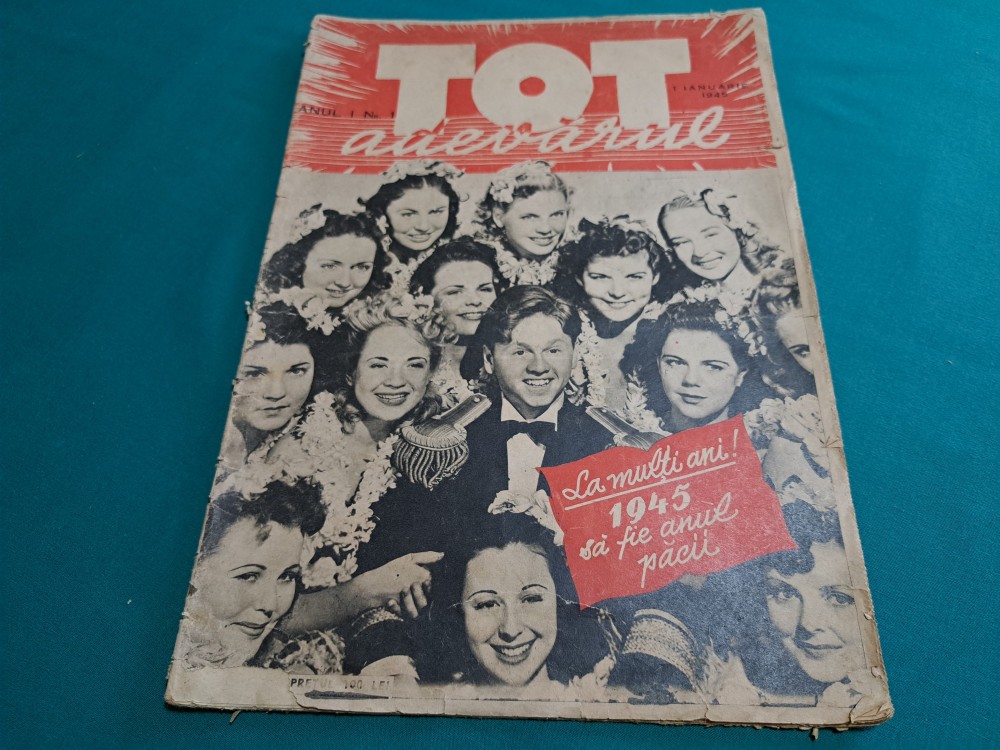 TOT
adevărul
ANUL I No. 1
1 IANUARIE
1945
La mulți ani!
1945
să fie anul
păcii
PREȚUL 100 LEI